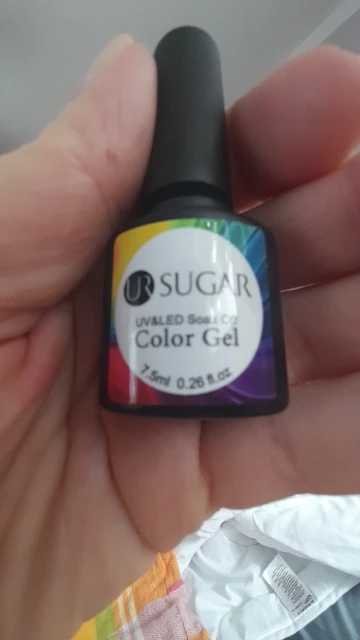 UR SUGAR
UV&LED Soak Off
Color Gel
7.5ml 0.26 fl.oz